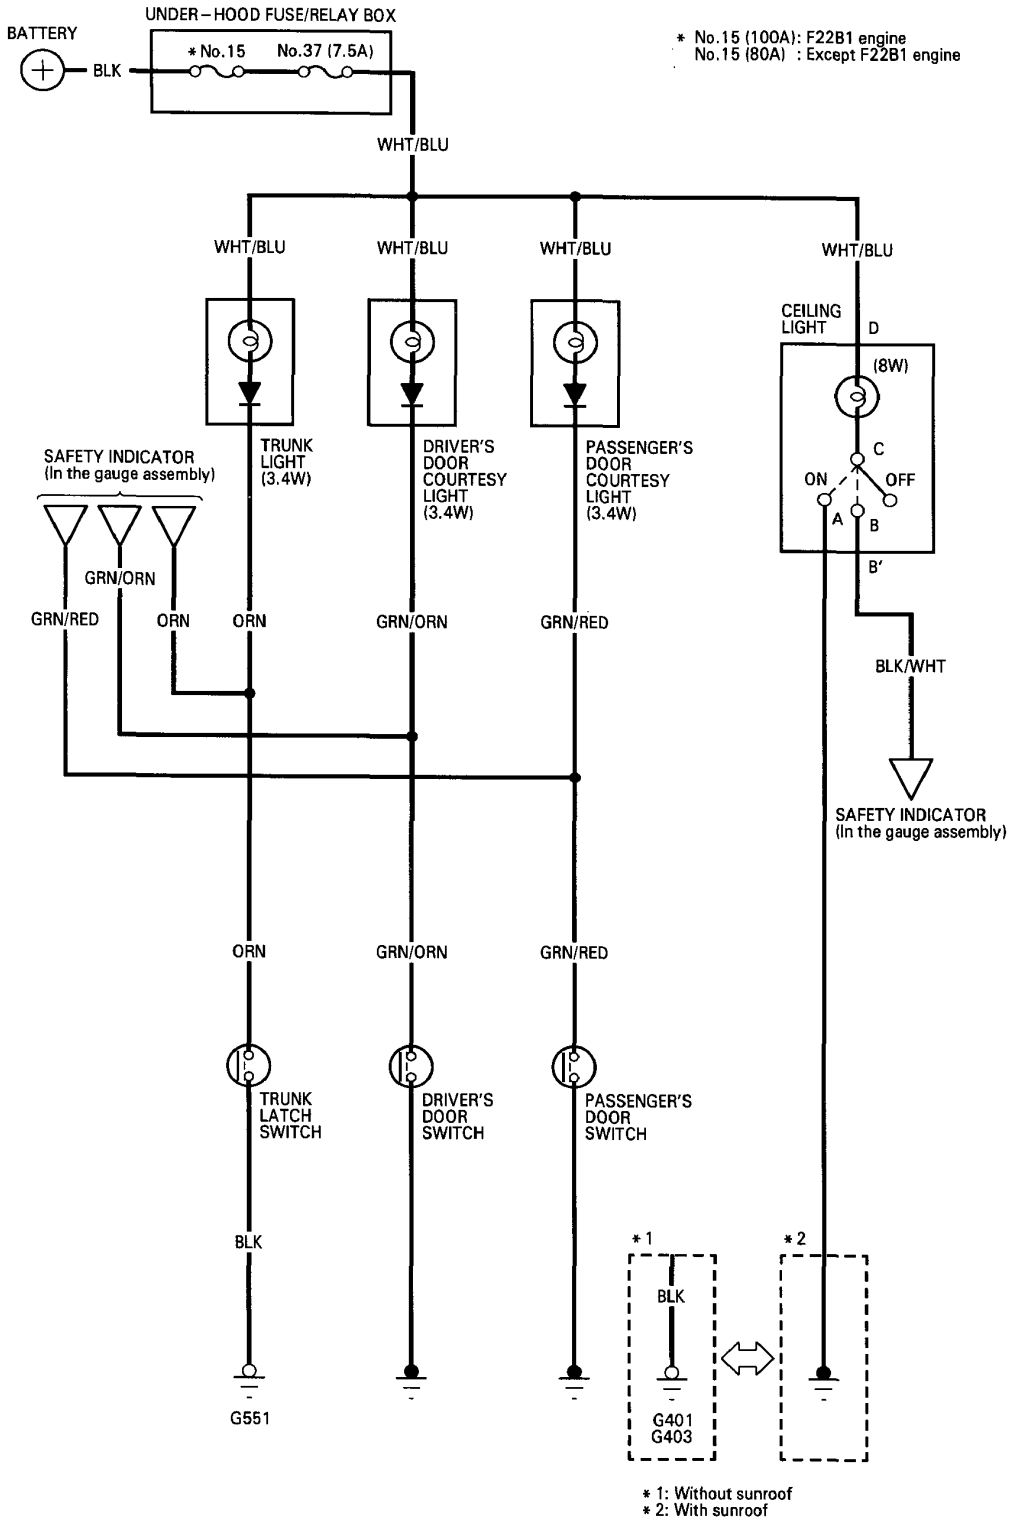 UNDER-HOOD FUSE/RELAY BOX
BATTERY
* No.15 No.37 (7.5A)
+ BLK
* No.15 (100A): F22B1 engine
No.15 (80A) : Except F22B1 engine
WHT/BLU
WHT/BLU WHT/BLU WHT/BLU WHT/BLU
CEILING
LIGHT
D
(8W)
C
ON OFF
A B
B'
TRUNK
LIGHT
(3.4W)
DRIVER'S
DOOR
COURTESY
LIGHT
(3.4W)
PASSENGER'S
DOOR
COURTESY
LIGHT
(3.4W)
SAFETY INDICATOR
(In the gauge assembly)
GRN/ORN
GRN/RED ORN ORN GRN/ORN GRN/RED
BLK/WHT
SAFETY INDICATOR
(In the gauge assembly)
ORN GRN/ORN GRN/RED
TRUNK
LATCH
SWITCH
DRIVER'S
DOOR
SWITCH
PASSENGER'S
DOOR
SWITCH
BLK
* 1 * 2
BLK
G551
G401
G403
* 1: Without sunroof
* 2: With sunroof